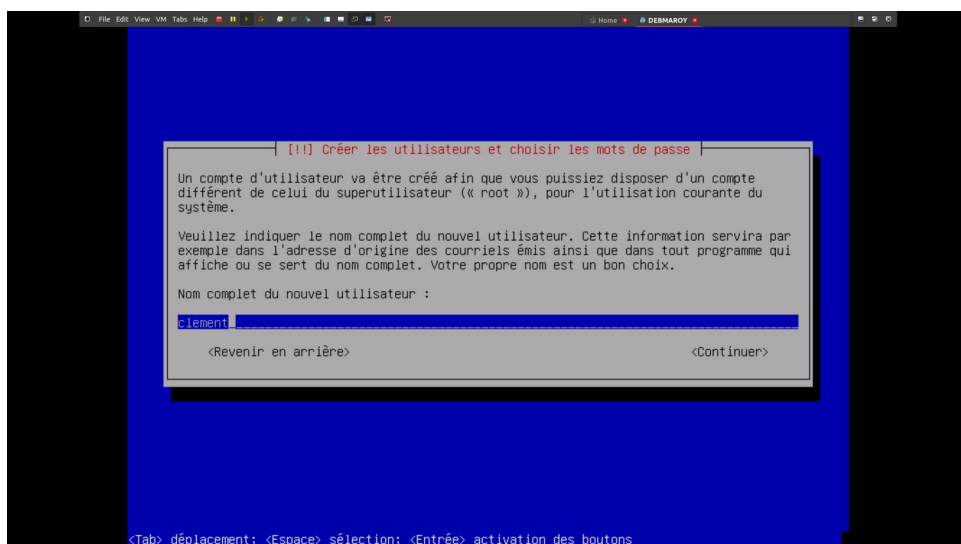 File Edit View VM Tabs Help Home DEBMAROY
[!!] Créer les utilisateurs et choisir les mots de passe
Un compte d'utilisateur va être créé afin que vous puissiez disposer d'un compte
différent de celui du superutilisateur (« root »), pour l'utilisation courante du
système.
Veuillez indiquer le nom complet du nouvel utilisateur. Cette information servira par
exemple dans l'adresse d'origine des courriels émis ainsi que dans tout programme qui
affiche ou se sert du nom complet. Votre propre nom est un bon choix.
Nom complet du nouvel utilisateur :
clement
<Revenir en arrière> <Continuer>
<Tab> déplacement; <Espace> sélection; <Entrée> activation des boutons